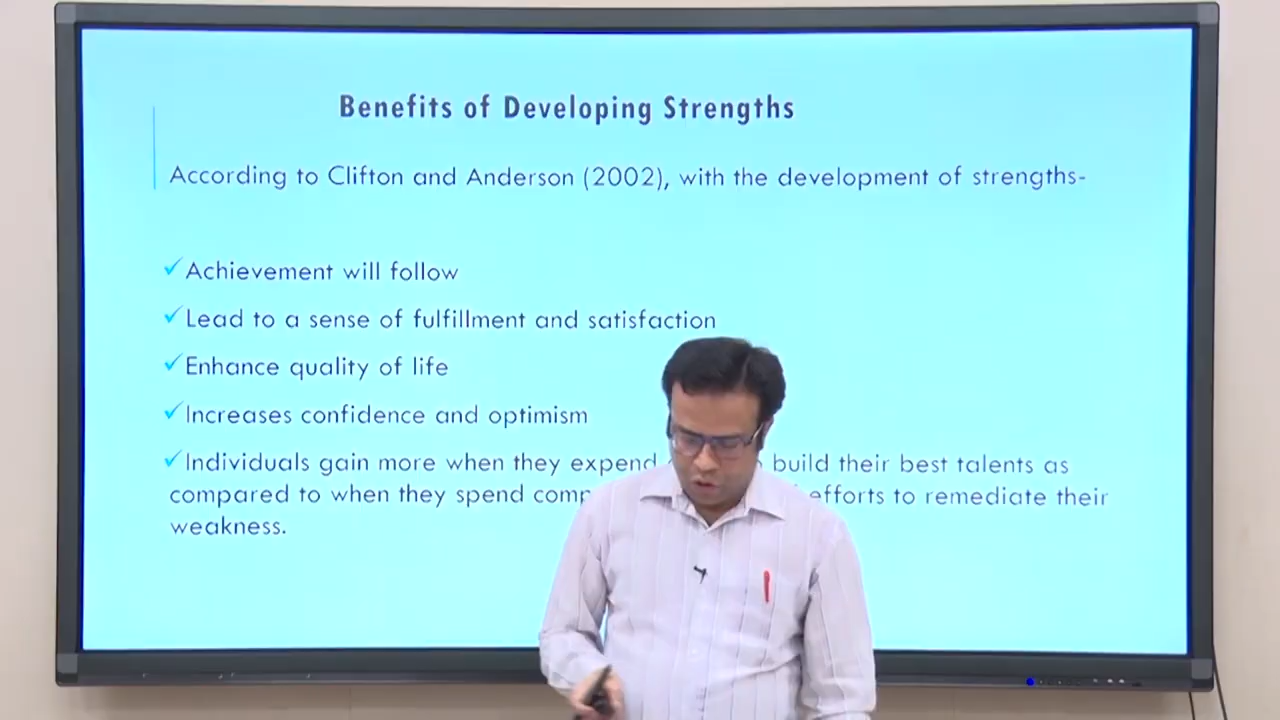 Benefits of Developing Strengths
According to Clifton and Anderson (2002), with the development of strengths-
✓Achievement will follow
✓Lead to a sense of fulfillment and satisfaction
✓Enhance quality of life
✓Increases confidence and optimism
✓Individuals gain more when they expend build their best talents as
compared to when they spend efforts to remediate their
weakness.